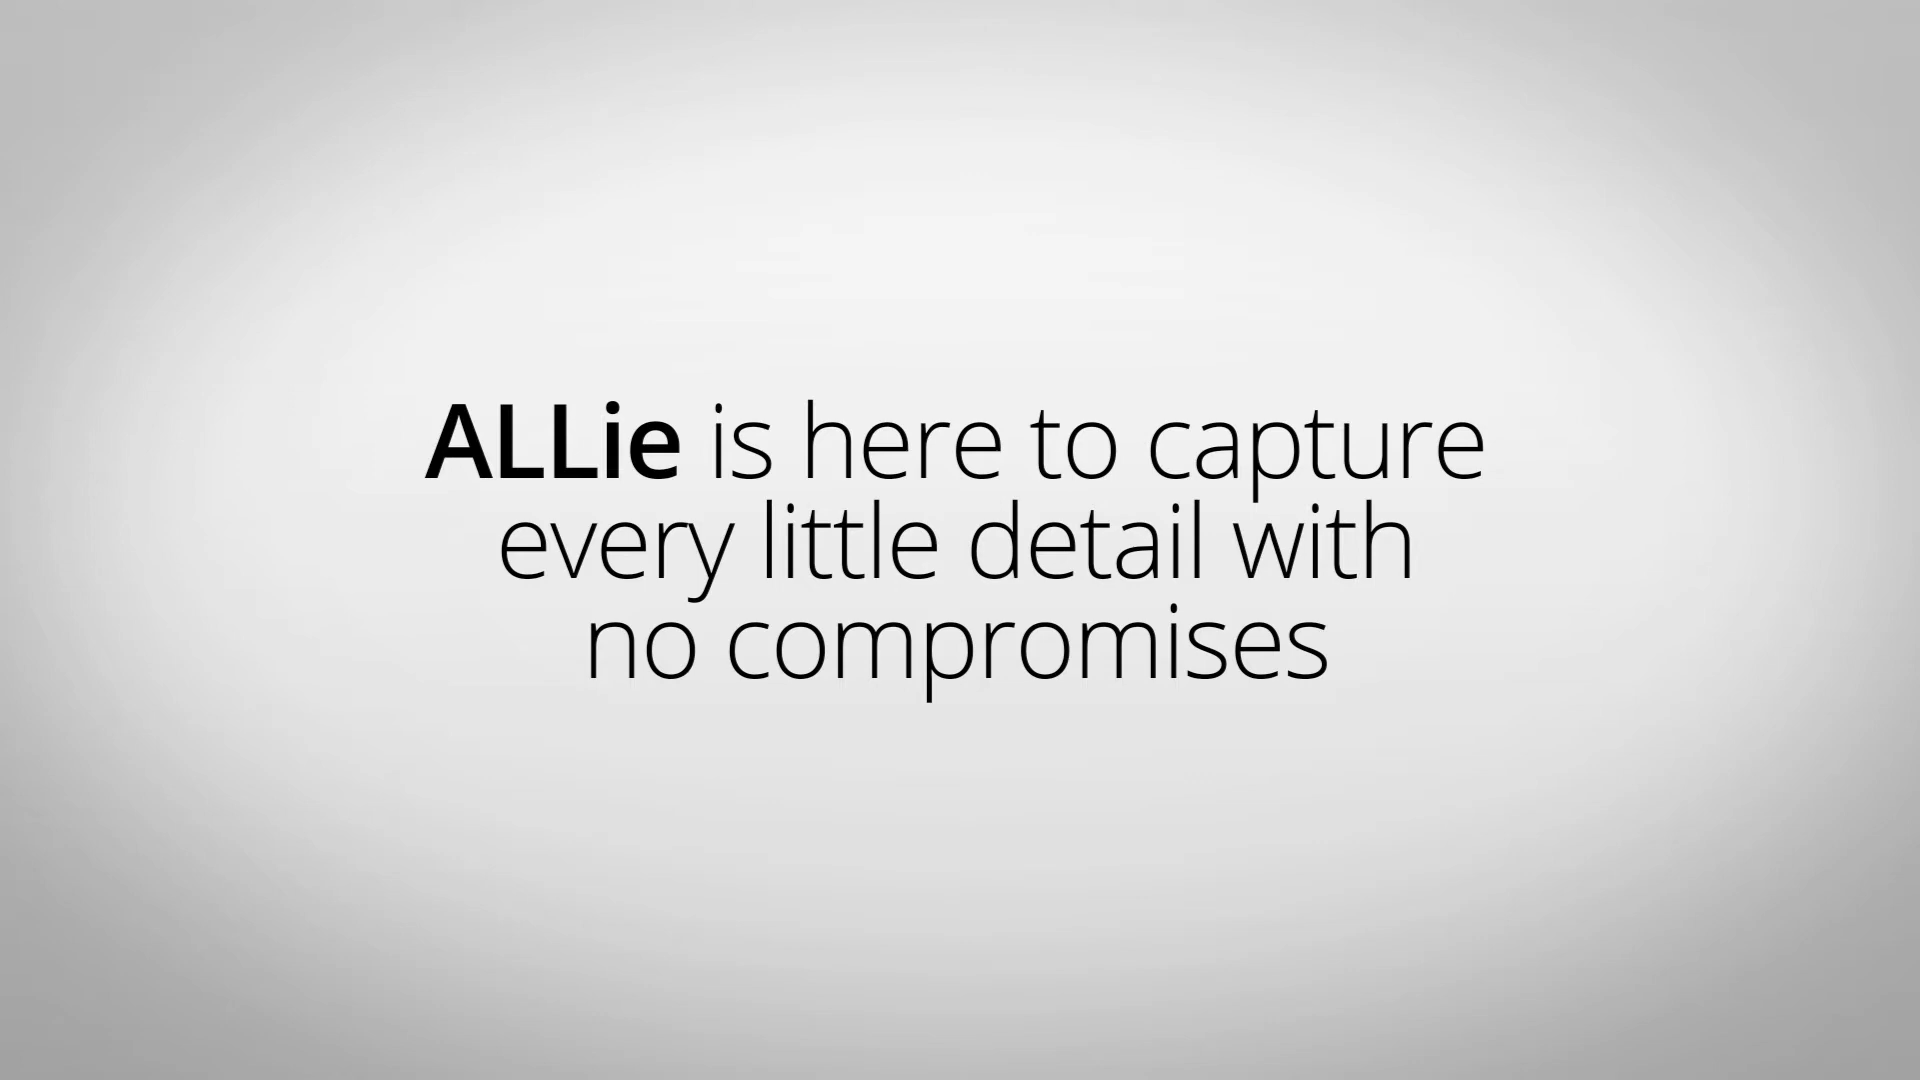 ALLie is here to capture
every little detail with
no compromises